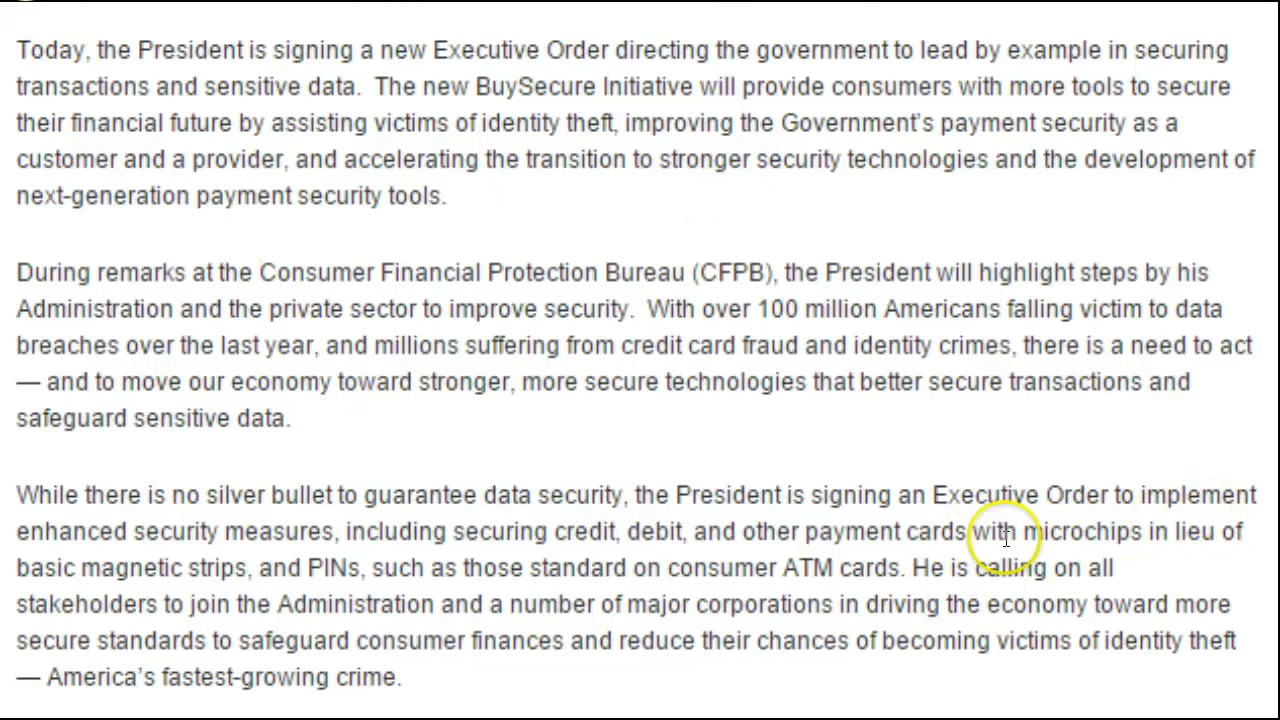 Today, the President is signing a new Executive Order directing the government to lead by example in securing
transactions and sensitive data.  The new BuySecure Initiative will provide consumers with more tools to secure
their financial future by assisting victims of identity theft, improving the Government’s payment security as a
customer and a provider, and accelerating the transition to stronger security technologies and the development of
next-generation payment security tools.
During remarks at the Consumer Financial Protection Bureau (CFPB), the President will highlight steps by his
Administration and the private sector to improve security.  With over 100 million Americans falling victim to data
breaches over the last year, and millions suffering from credit card fraud and identity crimes, there is a need to act
— and to move our economy toward stronger, more secure technologies that better secure transactions and
safeguard sensitive data.
While there is no silver bullet to guarantee data security, the President is signing an Executive Order to implement
enhanced security measures, including securing credit, debit, and other payment cards with microchips in lieu of
basic magnetic strips, and PINs, such as those standard on consumer ATM cards. He is calling on all
stakeholders to join the Administration and a number of major corporations in driving the economy toward more
secure standards to safeguard consumer finances and reduce their chances of becoming victims of identity theft
— America’s fastest-growing crime.